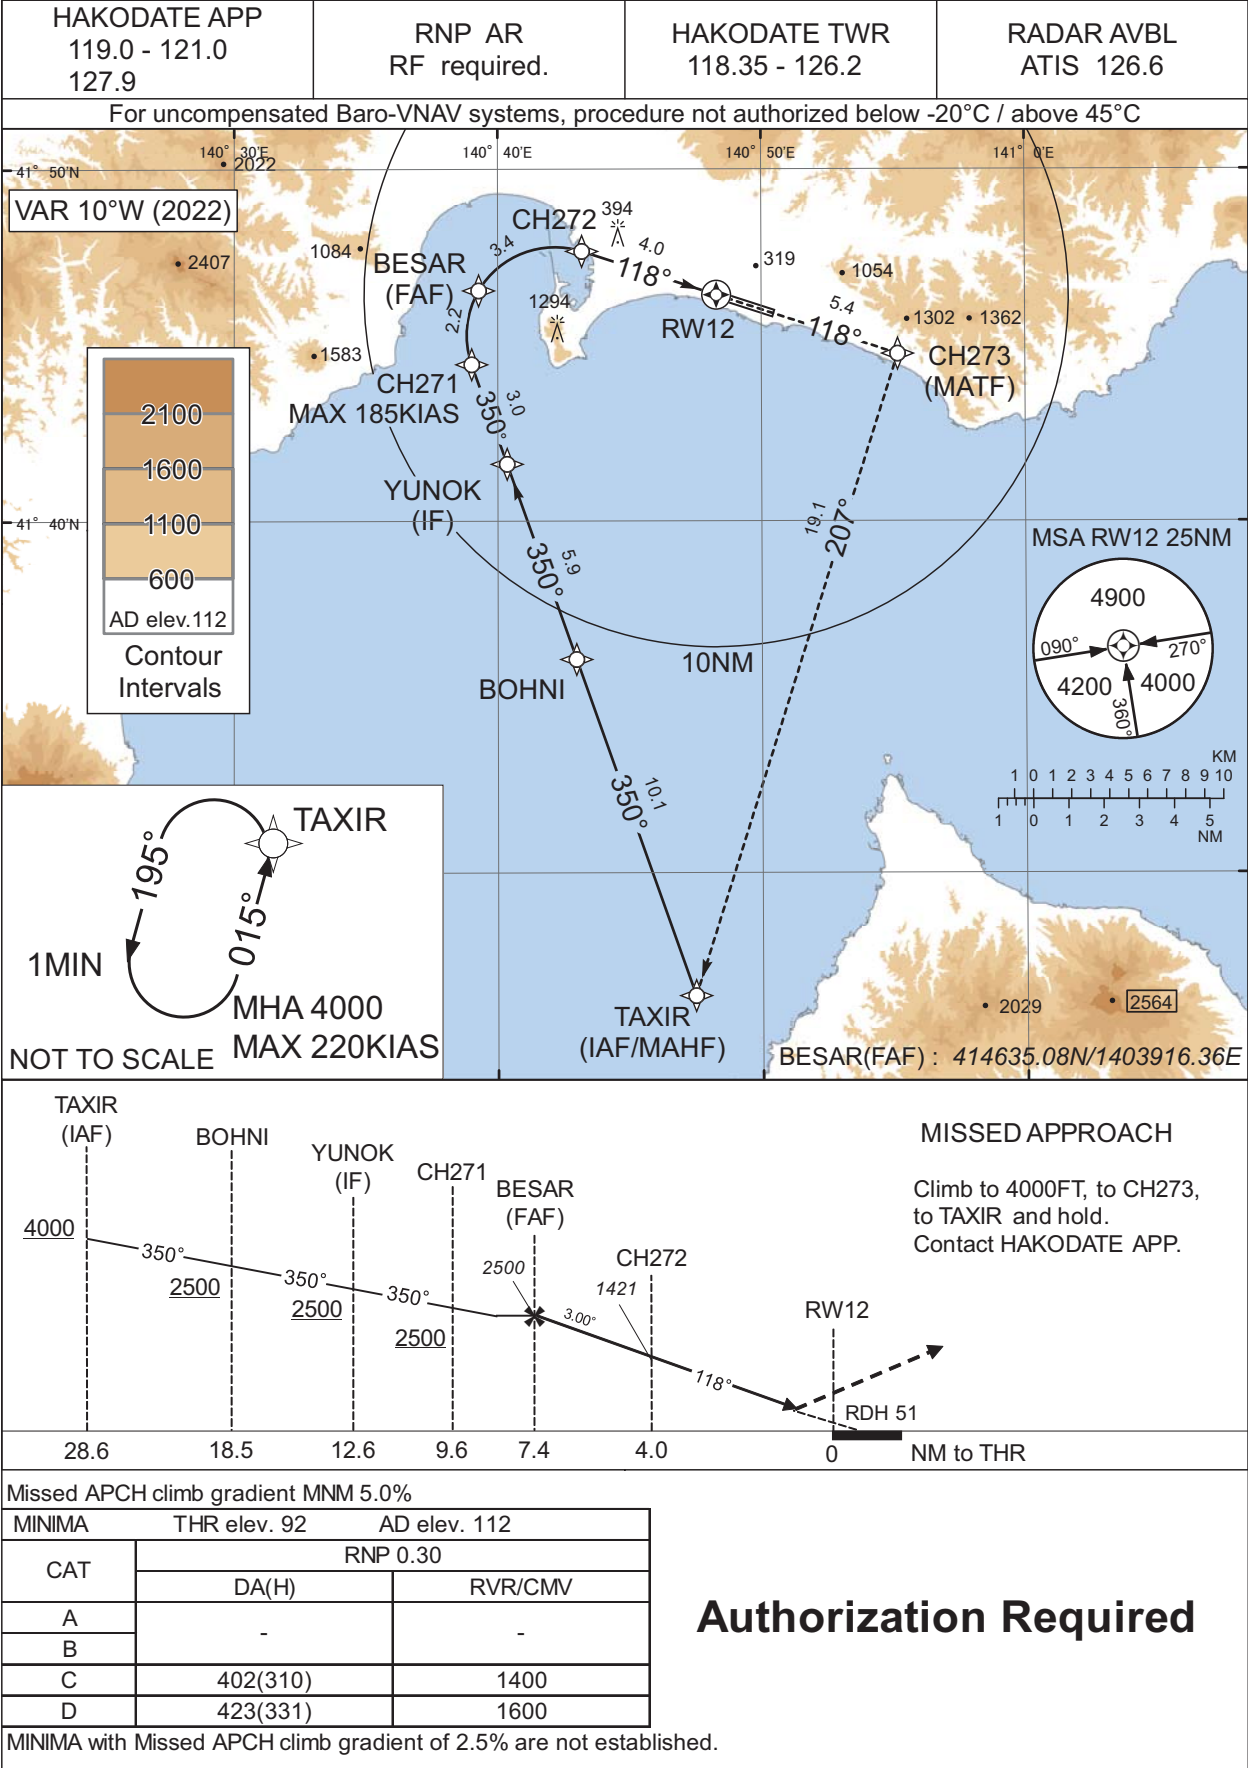 HAKODATE APP
119.0 - 121.0
127.9
RNP AR
RF required.
HAKODATE TWR
118.35 - 126.2
RADAR AVBL
ATIS 126.6
For uncompensated Baro-VNAV systems, procedure not authorized below -20°C / above 45°C
140° 30'E
140° 40'E
140° 50'E
141° 0'E
41° 50'N
2022
VAR 10°W (2022)
2407
1084
1583
BESAR
(FAF)
3.4
CH272
394
4.0
118°
319
1054
1294
2.2
RW12
5.4
118°
1302
1362
CH273
(MATF)
CH271
MAX 185KIAS
3.0
350°
YUNOK
(IF)
41° 40'N
2100
1600
1100
600
AD elev.112
Contour
Intervals
5.9
350°
19.1
207°
10NM
BOHNI
MSA RW12 25NM
4900
090°
270°
4200
4000
360°
KM
1 0 1 2 3 4 5 6 7 8 9 10
1 0 1 2 3 4 5
NM
10.1
350°
TAXIR
195°
015°
1MIN
MHA 4000
MAX 220KIAS
NOT TO SCALE
TAXIR
(IAF/MAHF)
2029
2564
BESAR(FAF) : 414635.08N/1403916.36E
TAXIR
(IAF)
BOHNI
YUNOK
(IF)
CH271
BESAR
(FAF)
CH272
RW12
MISSED APPROACH
Climb to 4000FT, to CH273,
to TAXIR and hold.
Contact HAKODATE APP.
4000
350°
2500
350°
2500
350°
2500
2500
3.00°
1421
118°
RDH 51
28.6
18.5
12.6
9.6
7.4
4.0
0
NM to THR
Missed APCH climb gradient MNM 5.0%
MINIMA THR elev. 92 AD elev. 112
CAT
RNP 0.30
DA(H)
RVR/CMV
A
B
-
-
C 402(310) 1400
D 423(331) 1600
Authorization Required
MINIMA with Missed APCH climb gradient of 2.5% are not established.